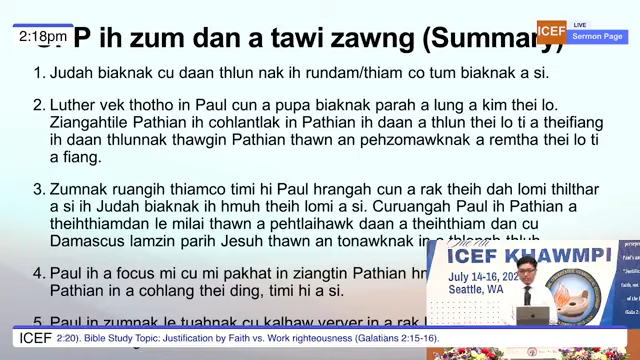 2:18pm
P ih zum dan a tawi zawng (Summary)
ICEF
LIVE
Sermon Page
1. Judah biaknak cu daan thlun nak ih rundam/thiam co tum biaknak a si.
2. Luther vek thotho in Paul cun a pupa biaknak parah a lung a kim thei lo.
Ziangahtile Pathian ih cohlantlak in Pathian ih daan a thlun thei lo ti a theifiang
ih daan thlunnak thawgin Pathian thawn an pehzomawknak a remtha thei lo ti
a fiang.
3. Zumnak ruangih thiamco timi hi Paul hrangah cun a rak theih dah lomi thilthar
a si ih Judah biaknak ih hmuh theih lomi a si. Curuangah Paul ih Pathian a
theihthiamdan le milai thawn a pehtlaihawk daan a theihthiam dan cu
Damascus lamzin parih Jesuh thawn an tonawknak in a
4. Paul ih a focus mi cu mi pakhat in ziangtin Pathian
Pathian in a cohlang thei ding, timi hi a si.
5. Paul in zumnak le tuahnak cu kalhaw verver in a rak
ICEF KHAWMPI
July 14-16,
Seattle, WA
ICEF 2:20). Bible Study Topic: Justification by Faith vs. Work righteousness (Galatians 2:15-16).